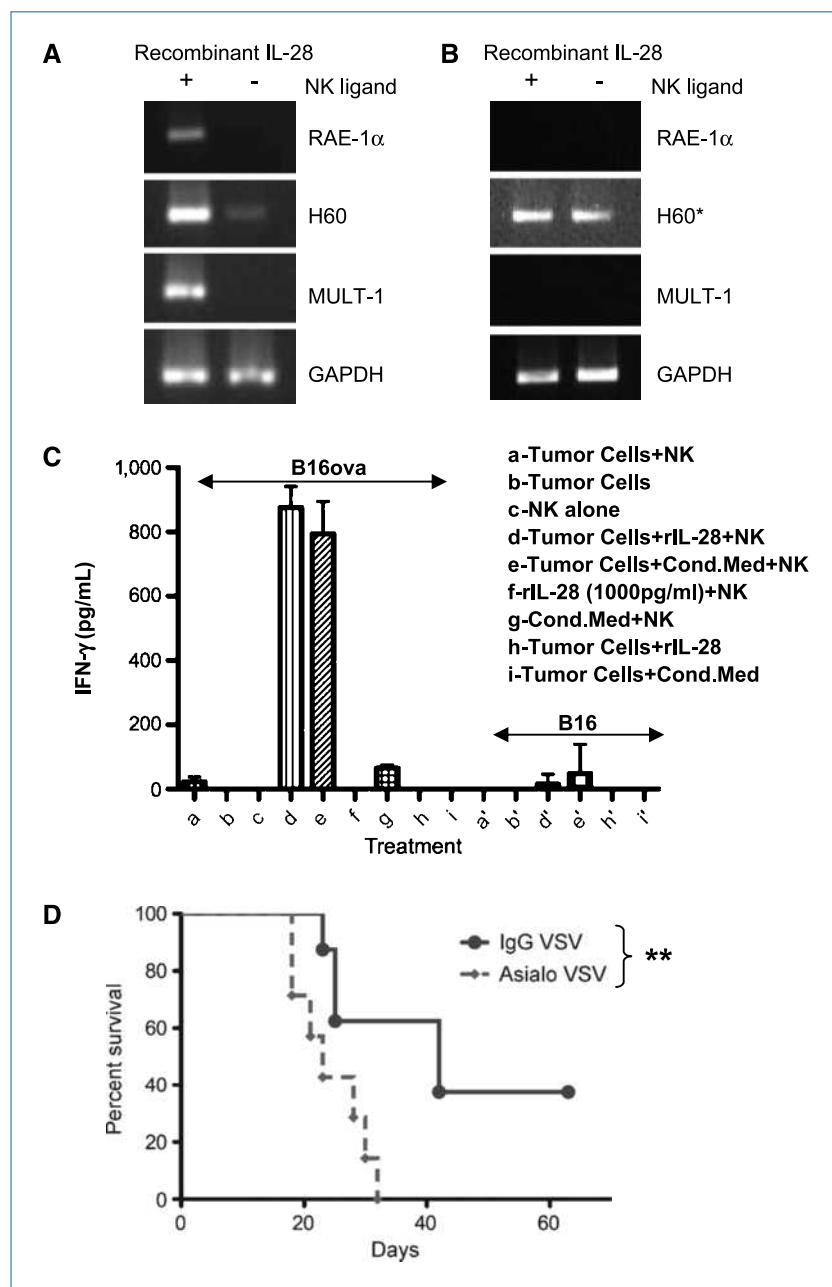 A
Recombinant IL-28
+ - NK ligand
RAE-1α
H60
MULT-1
GAPDH
B
Recombinant IL-28
+ - NK ligand
RAE-1α
H60*
MULT-1
GAPDH
C
IFN-γ (pg/mL)
1,000
800
600
400
200
0
B16ova
B16
a b c d e f g h i a' b' d' e' h' i'
Treatment
a-Tumor Cells+NK
b-Tumor Cells
c-NK alone
d-Tumor Cells+rIL-28+NK
e-Tumor Cells+Cond.Med+NK
f-rIL-28 (1000pg/ml)+NK
g-Cond.Med+NK
h-Tumor Cells+rIL-28
i-Tumor Cells+Cond.Med
D
Percent survival
100
80
60
40
20
0
0 20 40 60
Days
IgG VSV
Asialo VSV
**